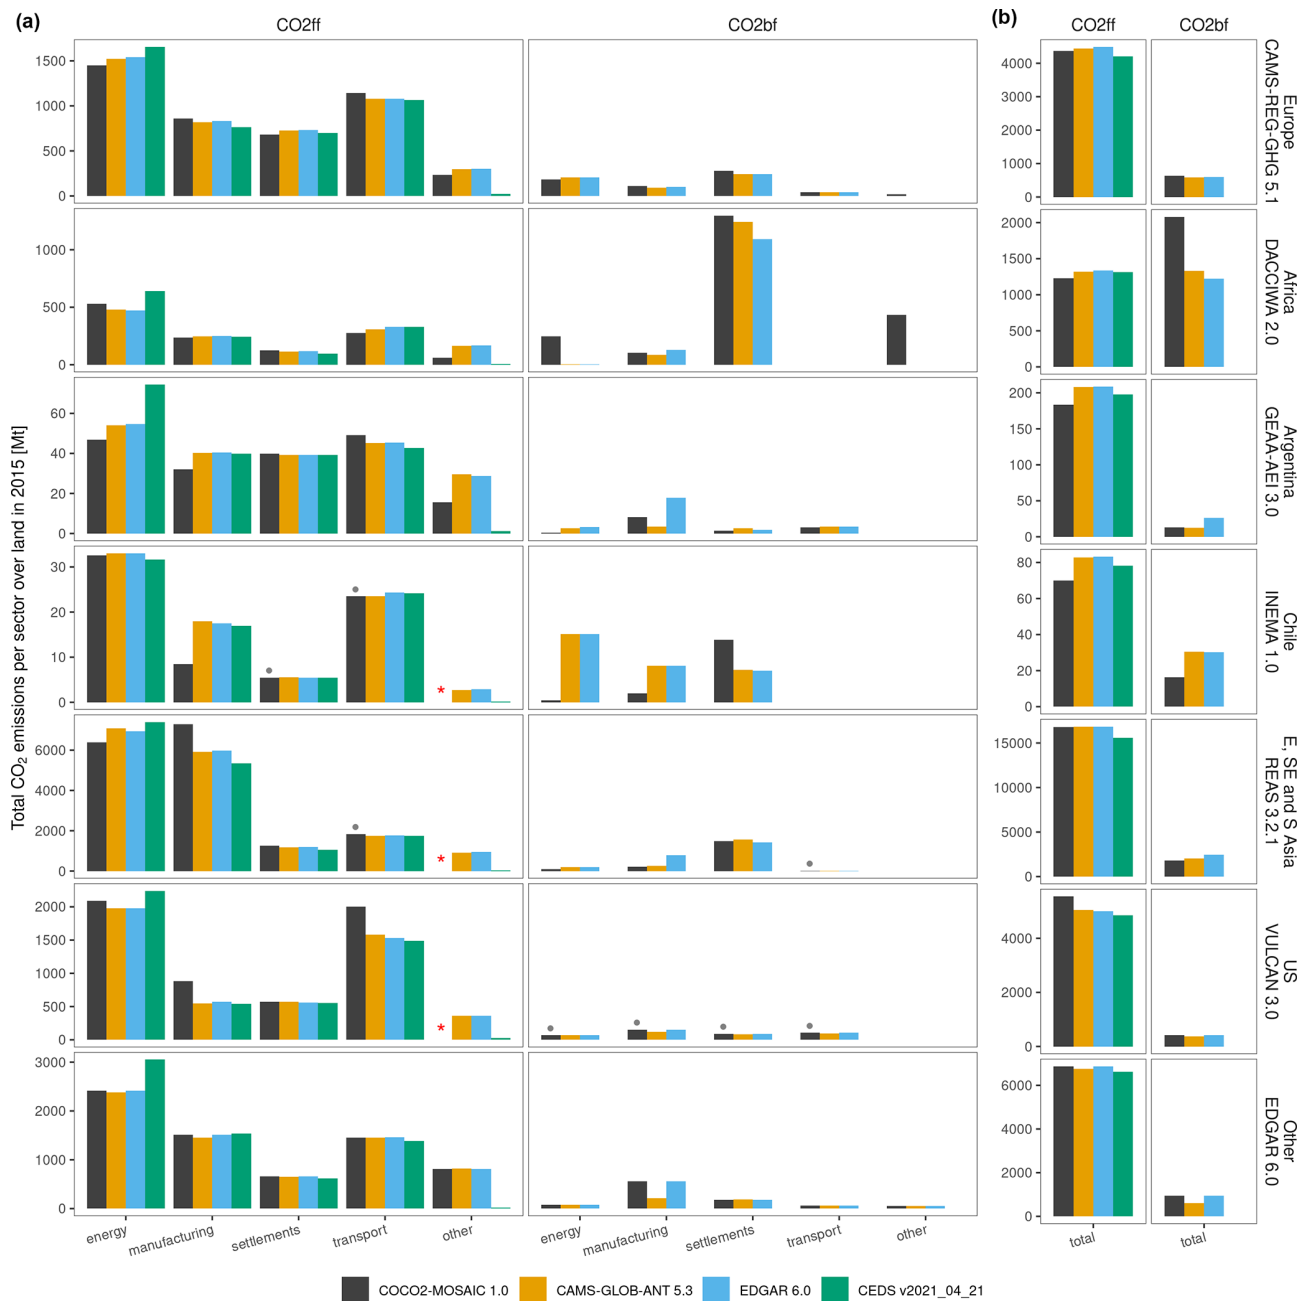 (a)
CO2ff
CO2bf
(b)
CO2ff
CO2bf
Total CO2 emissions per sector over land in 2015 [Mt]
1500
1000
500
0
4000
3000
2000
1000
0
Europe
CAMS-REG-GHG 5.1
1000
500
0
2000
1500
1000
500
0
Africa
DACCIWA 2.0
60
40
20
0
200
150
100
50
0
Argentina
GEAA-AEI 3.0
30
20
10
0
*
80
60
40
20
0
Chile
INEMA 1.0
6000
4000
2000
0
*
15000
10000
5000
0
E, SE and S Asia
REAS 3.2.1
2000
1500
1000
500
0
*
4000
2000
0
US
VULCAN 3.0
3000
2000
1000
0
6000
4000
2000
0
Other
EDGAR 6.0
energy
manufacturing
settlements
transport
other
energy
manufacturing
settlements
transport
other
total
total
COCO2-MOSAIC 1.0
CAMS-GLOB-ANT 5.3
EDGAR 6.0
CEDS v2021_04_21